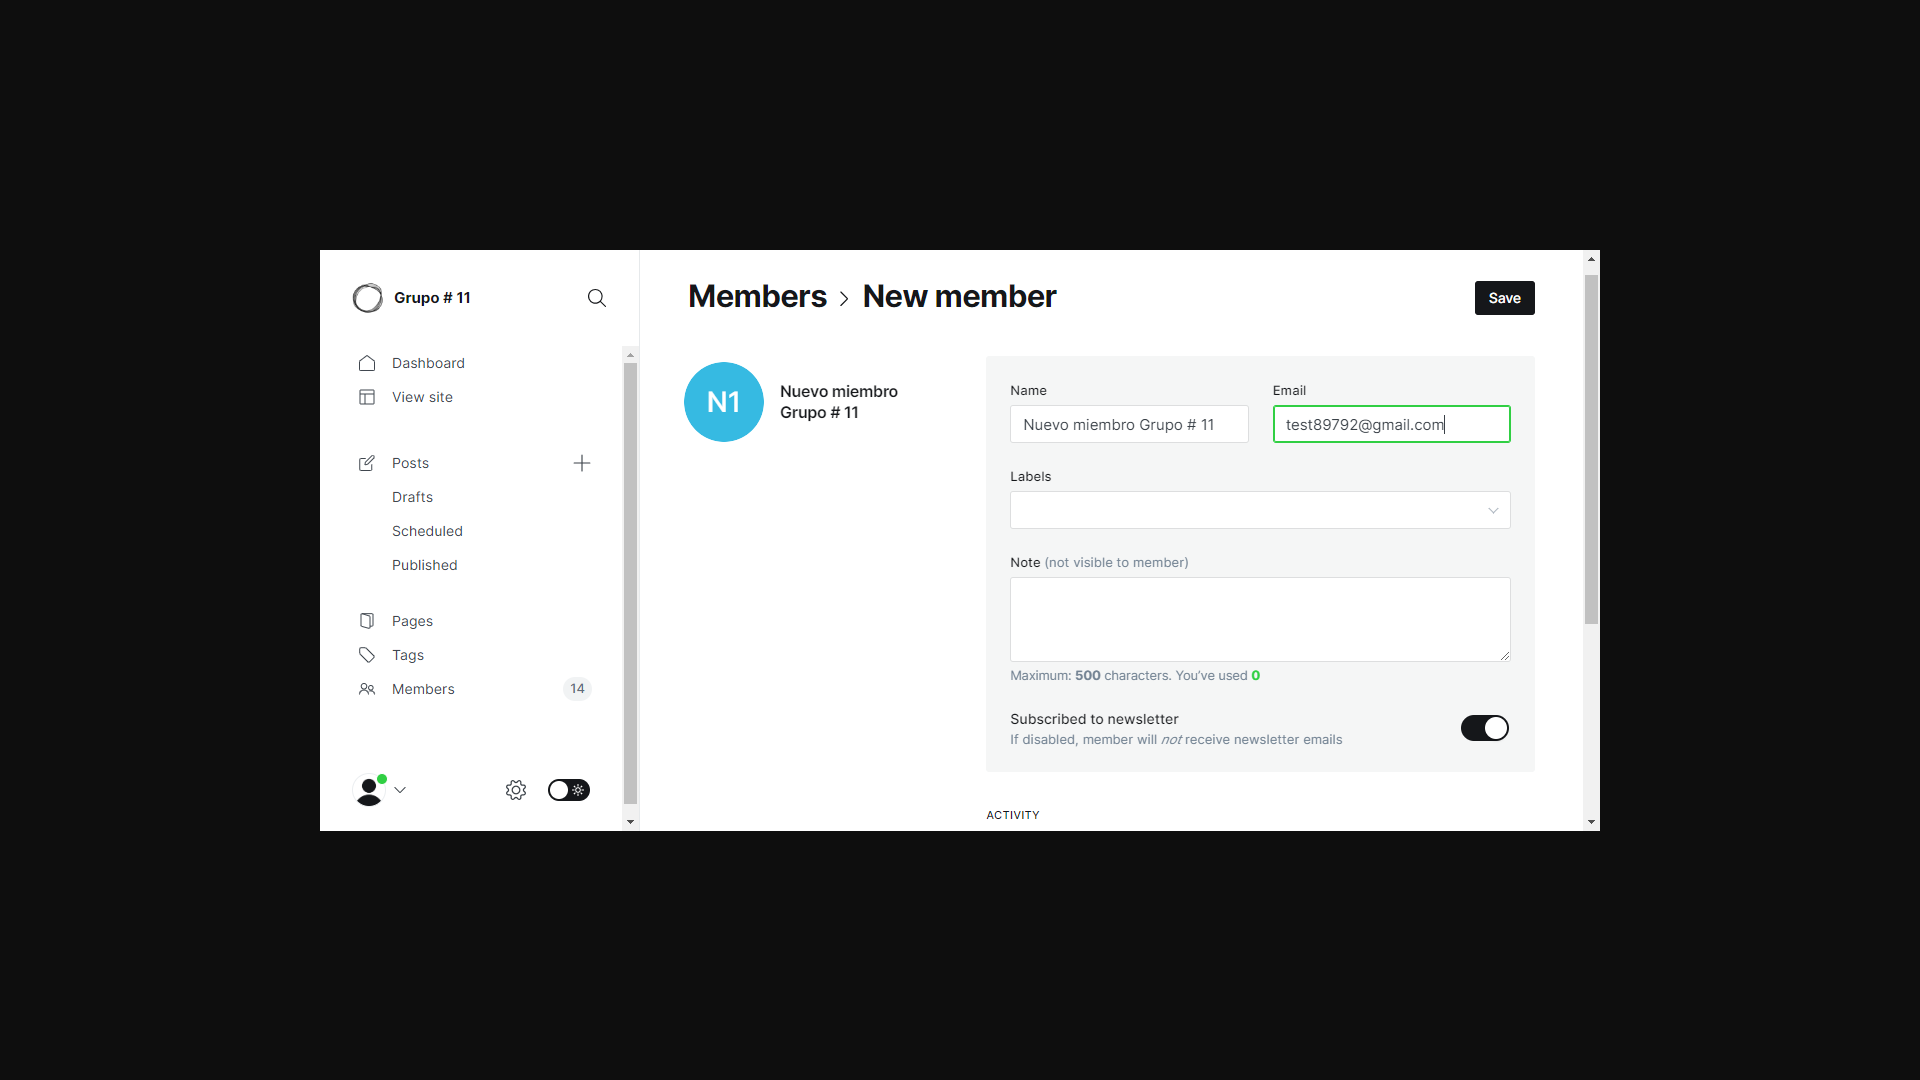 Grupo # 11
Dashboard
View site
Posts
Drafts
Scheduled
Published
Pages
Tags
Members 14
Members > New member
Save
N1
Nuevo miembro
Grupo # 11
Name
Nuevo miembro Grupo # 11
Email
test89792@gmail.com
Labels
Note (not visible to member)
Maximum: 500 characters. You’ve used 0
Subscribed to newsletter
If disabled, member will not receive newsletter emails
ACTIVITY